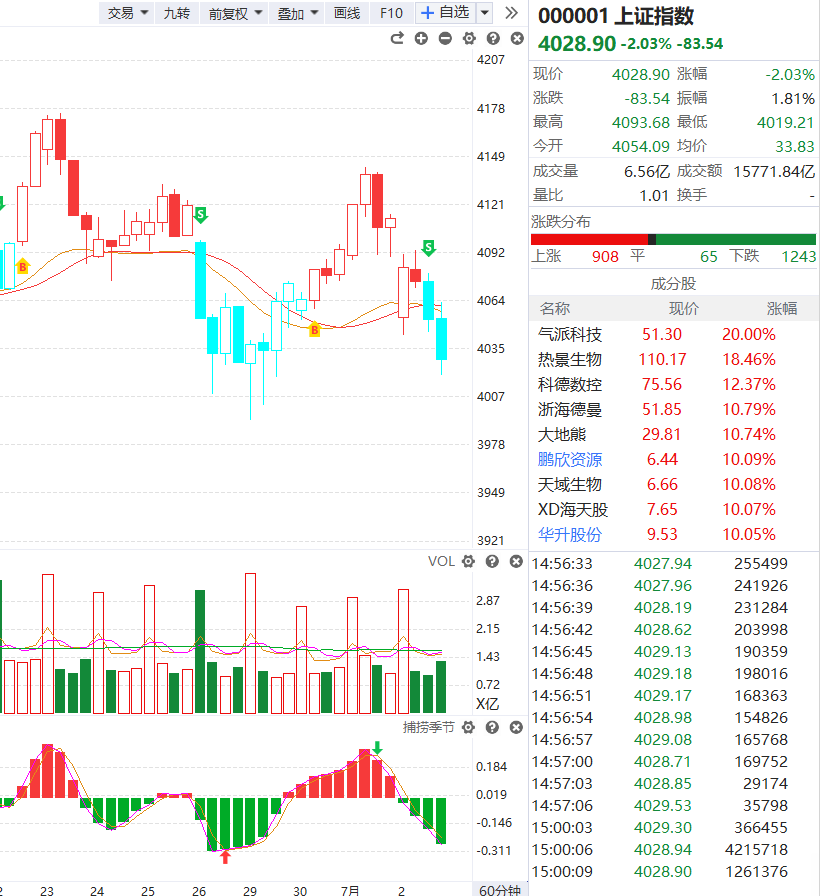 交易 九转 前复权 叠加 画线 F10 + 自选
000001 上证指数
4028.90 -2.03% -83.54
现价 4028.90 涨幅 -2.03%
涨跌 -83.54 振幅 1.81%
最高 4093.68 最低 4019.21
今开 4054.09 均价 33.83
成交量 6.56亿 成交额 15771.84亿
量比 1.01 换手 -
涨跌分布
上涨 908 平 65 下跌 1243
成分股
名称 现价 涨幅
气派科技 51.30 20.00%
热景生物 110.17 18.46%
科德数控 75.56 12.37%
浙海德曼 51.85 10.79%
大地熊 29.81 10.74%
鹏欣资源 6.44 10.09%
天域生物 6.66 10.08%
XD海天股 7.65 10.07%
华升股份 9.53 10.05%
14:56:33 4027.94 255499
14:56:36 4027.96 241926
14:56:39 4028.19 231284
14:56:42 4028.62 203998
14:56:45 4029.13 190359
14:56:48 4029.18 198016
14:56:51 4029.17 168363
14:56:54 4028.98 154826
14:56:57 4029.08 165768
14:57:00 4028.71 169752
14:57:03 4028.85 29174
14:57:06 4029.53 35798
15:00:03 4029.30 366455
15:00:06 4028.94 4215718
15:00:09 4028.90 1261376
4207
4178
4149
4121
4092
4064
4035
4007
3978
3949
3921
S
B
S
B
VOL
2.87
2.15
1.43
0.72
X亿
捕捞季节
0.184
0.019
-0.146
-0.311
23 24 25 26 29 30 7月 2 60分钟